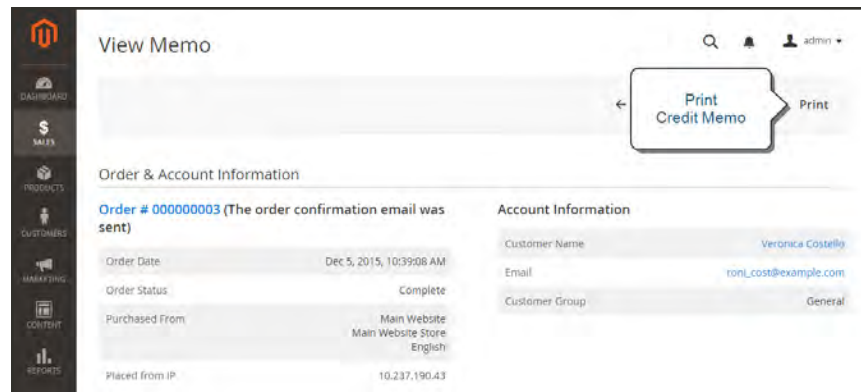 View Memo
admin
←
Print
Credit Memo
Print
DASHBOARD
$
SALES
PRODUCTS
CUSTOMERS
MARKETING
CONTENT
REPORTS
Order & Account Information
Order # 000000003 (The order confirmation email was
sent)
Order Date Dec 5, 2015, 10:39:08 AM
Order Status Complete
Purchased From Main Website
Main Website Store
English
Placed from IP 10.237.190.43
Account Information
Customer Name Veronica Costello
Email roni_cost@example.com
Customer Group General